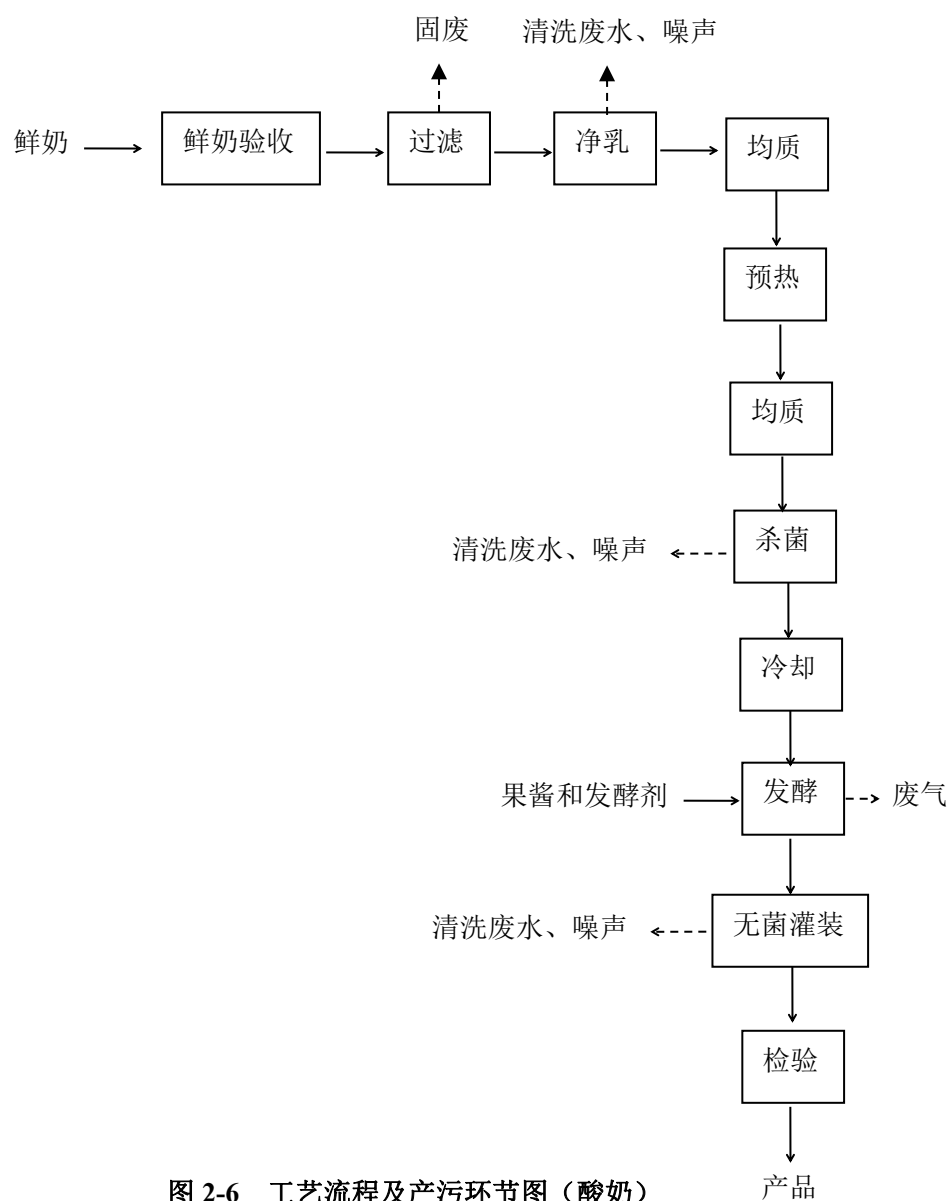 固废
清洗废水、噪声
鲜奶
鲜奶验收
过滤
净乳
均质
预热
均质
清洗废水、噪声
杀菌
冷却
果酱和发酵剂
发酵
废气
清洗废水、噪声
无菌灌装
检验
产品
图 2-6 工艺流程及产污环节图（酸奶）